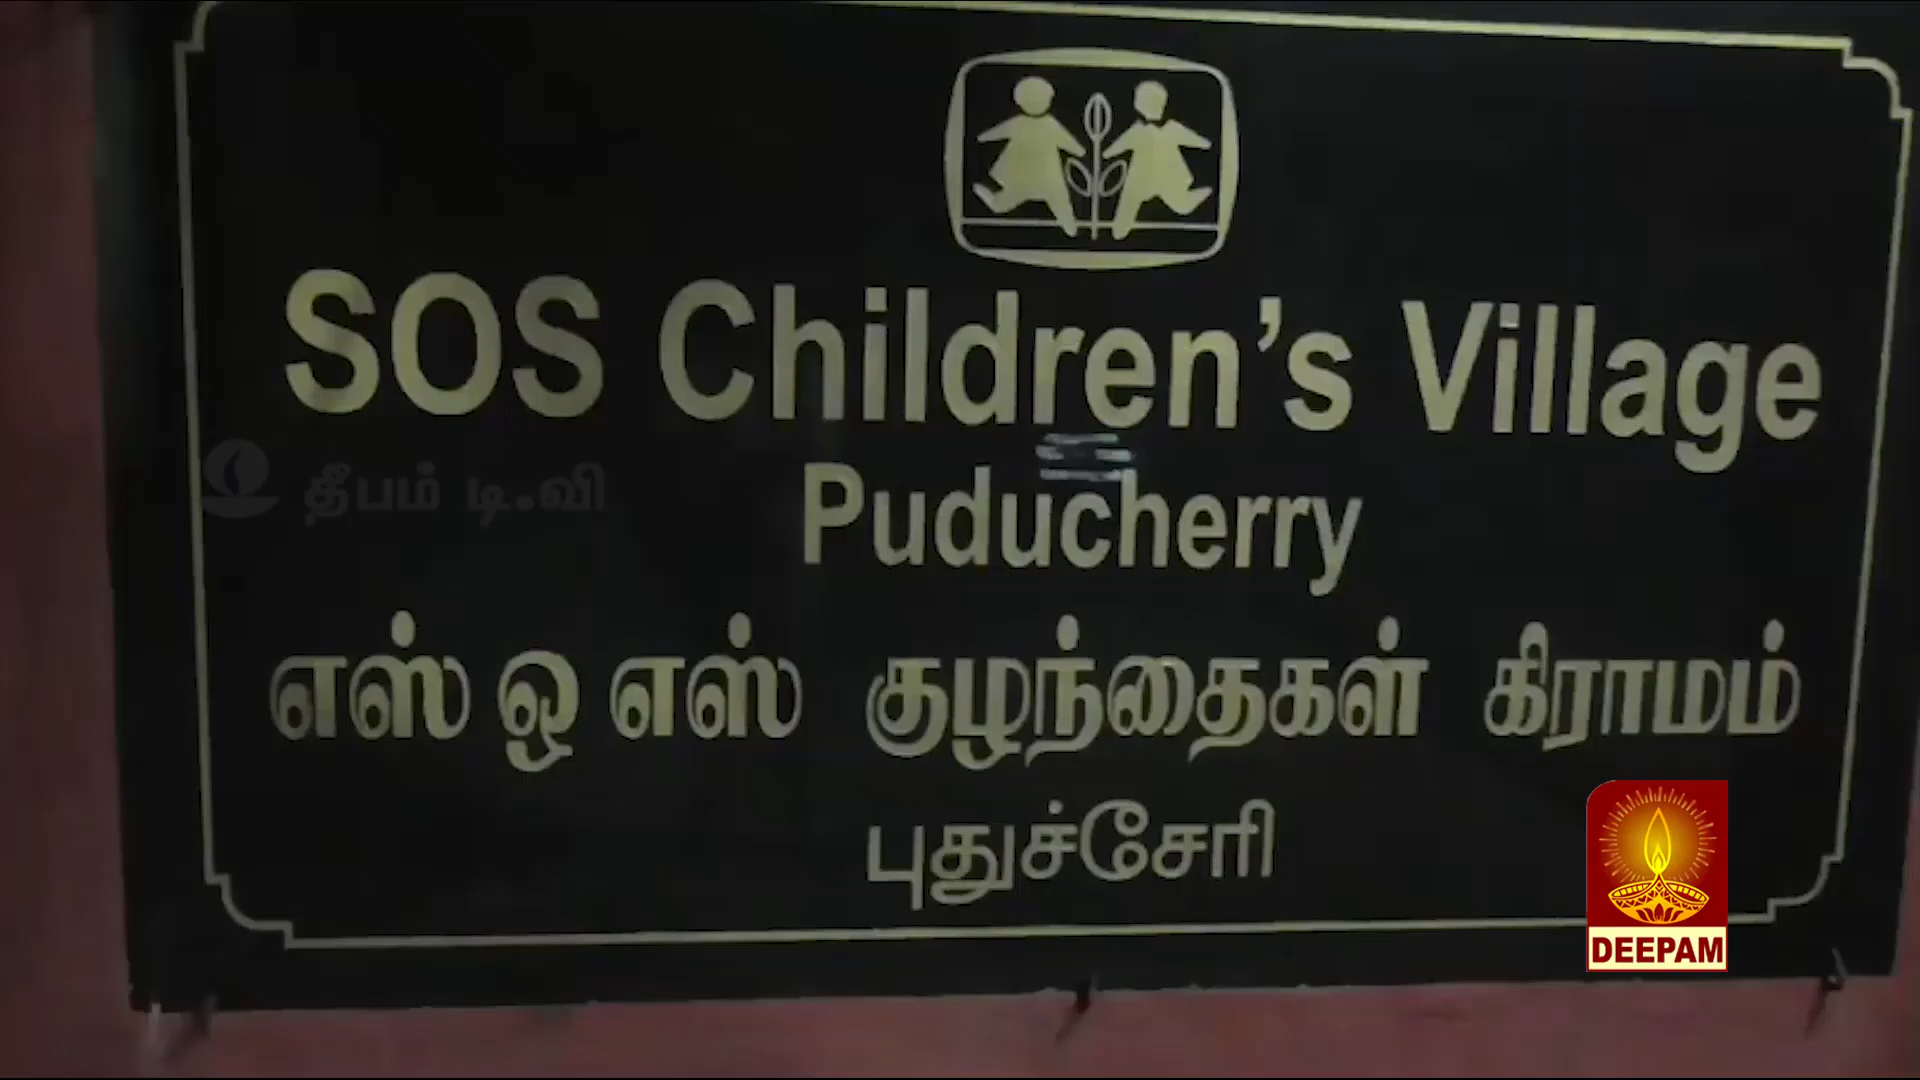 SOS Children's Village
தீபம் டி.வி
Puducherry
எஸ் ஒ எஸ் குழந்தைகள் கிராமம்
புதுச்சேரி
DEEPAM